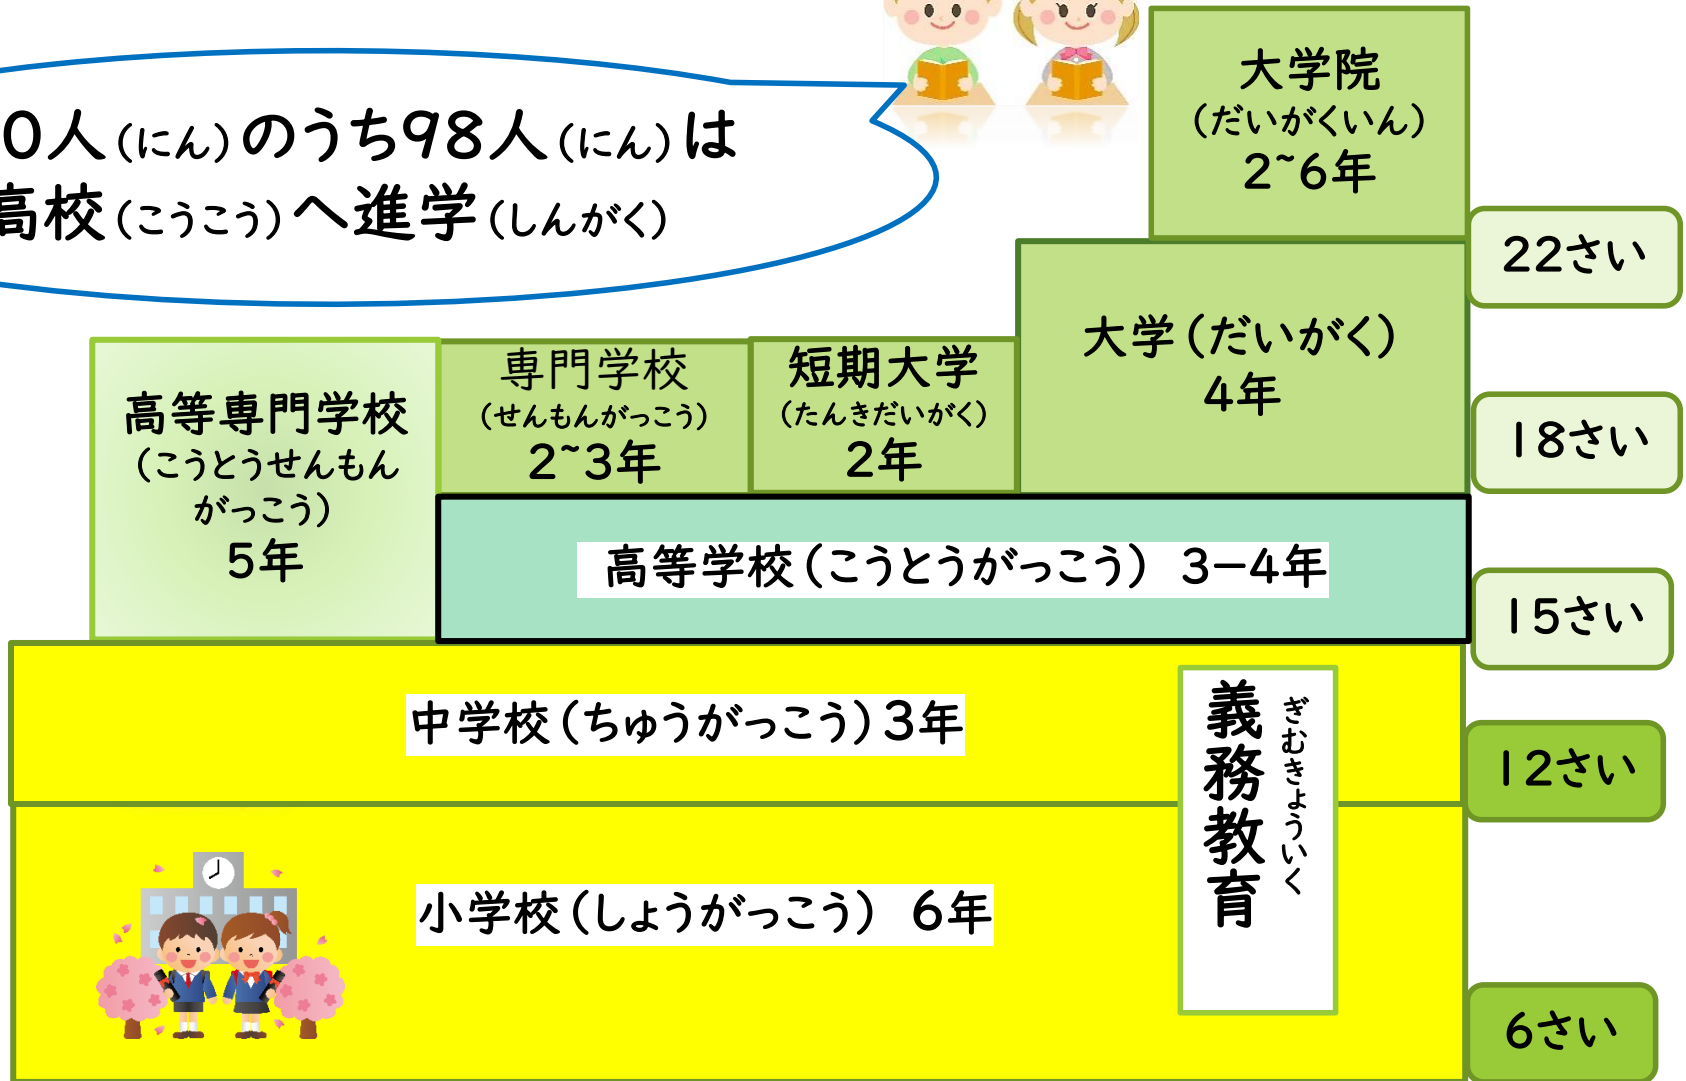 0人(にん)のうち98人(にん)は
高校(こうこう)へ進学(しんがく)
大学院
(だいがくいん)
2~6年
22さい
大学(だいがく)
4年
18さい
高等専門学校
(こうとうせんもん
がっこう)
5年
専門学校
(せんもんがっこう)
2~3年
短期大学
(たんきだいがく)
2年
高等学校(こうとうがっこう) 3-4年
15さい
中学校(ちゅうがっこう)3年
義務教育
ぎむきょういく
12さい
小学校(しょうがっこう) 6年
6さい